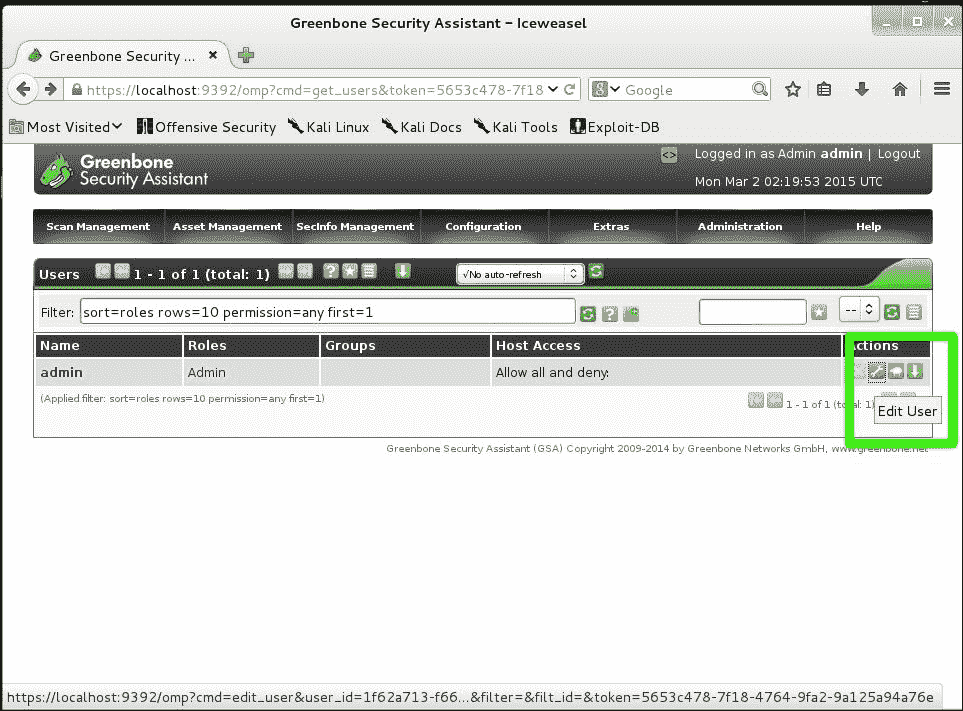 Greenbone Security Assistant - Iceweasel
Greenbone Security ...
https://localhost:9392/omp?cmd=get_users&token=5653c478-7f18
Google
Most Visited
Offensive Security
Kali Linux
Kali Docs
Kali Tools
Exploit-DB
Greenbone
Security Assistant
Logged in as Admin admin | Logout
Mon Mar 2 02:19:53 2015 UTC
Scan Management
Asset Management
SecInfo Management
Configuration
Extras
Administration
Help
Users
1 - 1 of 1 (total: 1)
√No auto-refresh
Filter:
sort=roles rows=10 permission=any first=1
--
Name Roles Groups Host Access Actions
admin Admin Allow all and deny:
(Applied filter: sort=roles rows=10 permission=any first=1)
1 - 1 of 1 (total: 1)
Edit User
Greenbone Security Assistant (GSA) Copyright 2009-2014 by Greenbone Networks GmbH, www.greenbone.net
https://localhost:9392/omp?cmd=edit_user&user_id=1f62a713-f66...&filter=&filt_id=&token=5653c478-7f18-4764-9fa2-9a125a94a76e